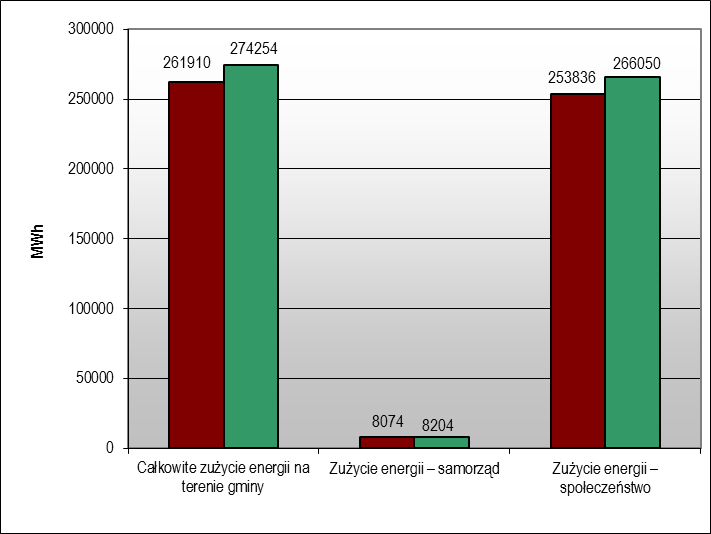 300000
250000
200000
150000
100000
50000
0
MWh
261910
274254
8074
8204
253836
266050
Całkowite zużycie energii na
terenie gminy
Zużycie energii – samorząd
Zużycie energii –
społeczeństwo